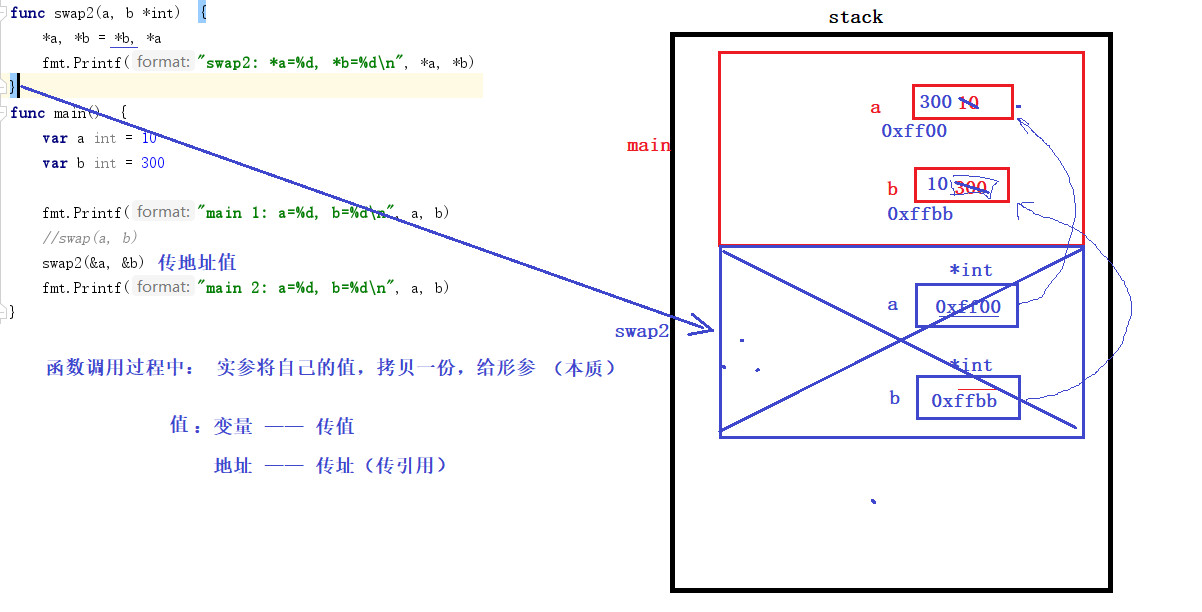 func swap2(a, b *int)  {
*a, *b = *b, *a
fmt.Printf( format: "swap2: *a=%d, *b=%d\n", *a, *b)
}
func main()  {
var a int = 10
var b int = 300
fmt.Printf( format: "main 1: a=%d, b=%d\n", a, b)
//swap(a, b)
swap2(&a, &b) 传地址值
fmt.Printf( format: "main 2: a=%d, b=%d\n", a, b)
}
函数调用过程中: 实参将自己的值，拷贝一份，给形参 （本质）
值：变量 —— 传值
地址 —— 传址（传引用）
stack
main
a 300 10
0xff00
b 10 300
0xffbb
swap2
*int
a 0xff00
*int
b 0xffbb